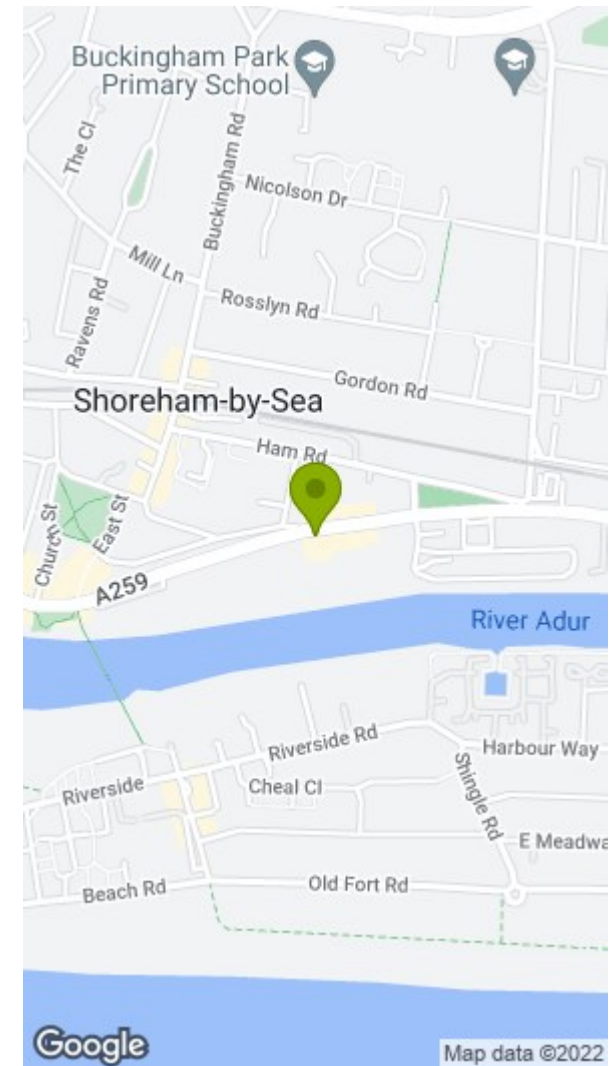 Buckingham Park
Primary School
The Cl
Buckingham Rd
Nicolson Dr
Mill Ln
Ravens Rd
Rosslyn Rd
Gordon Rd
Shoreham-by-Sea
Ham Rd
Church St
East St
A259
River Adur
Riverside Rd
Harbour Way
Riverside
Cheal Cl
Shingle Rd
E Meadwa
Beach Rd
Old Fort Rd
Google
Map data ©2022